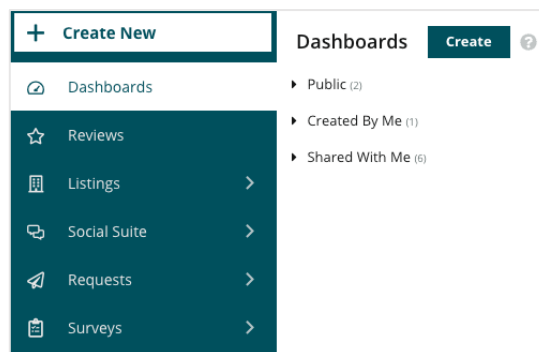 Create New
Dashboards
Reviews
Listings
Social Suite
Requests
Surveys
Dashboards Create ?
Public (2)
Created By Me (1)
Shared With Me (6)